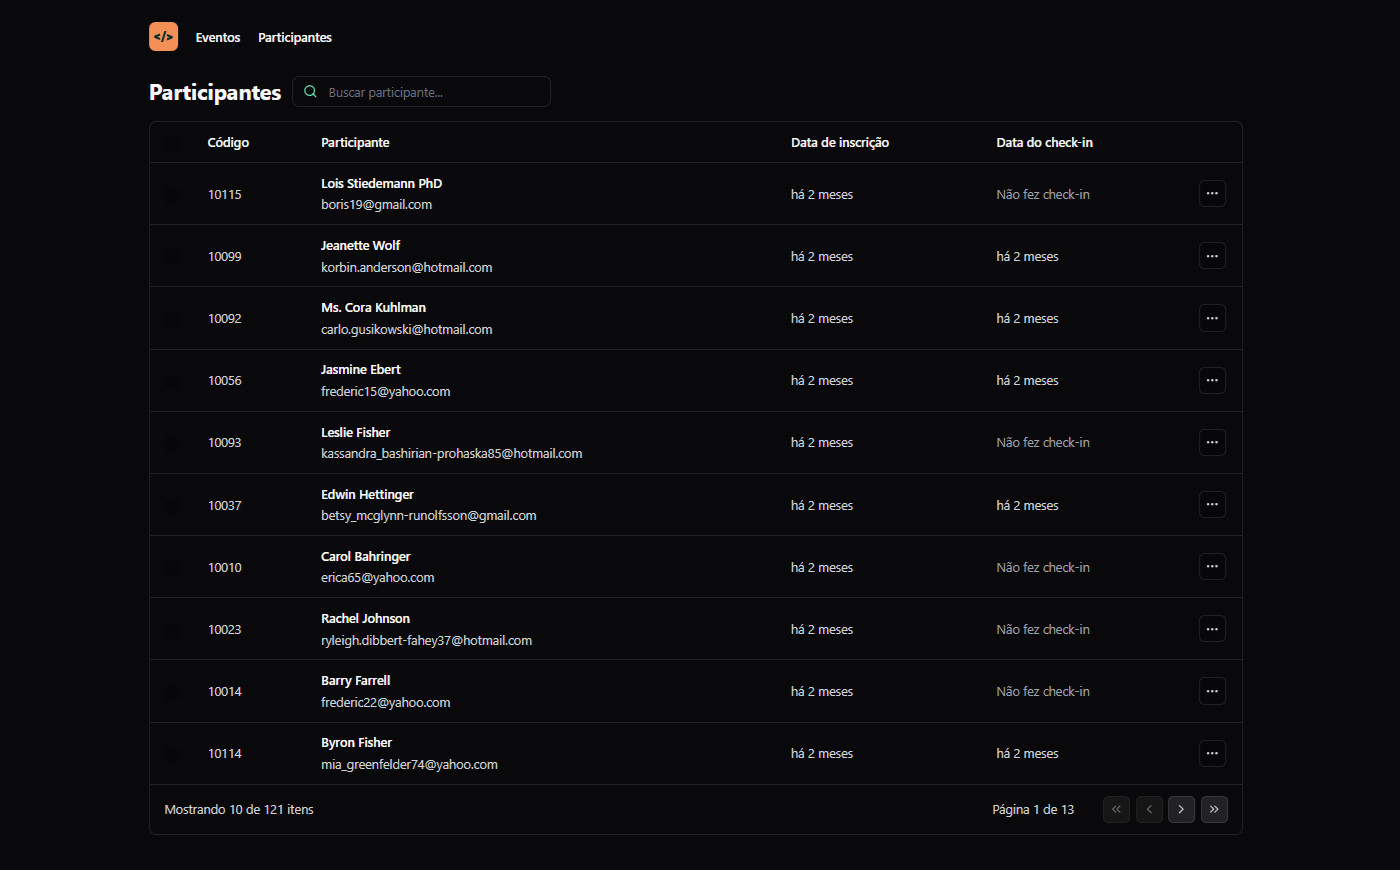 </> Eventos Participantes
Participantes Buscar participante...
Código Participante Data de inscrição Data do check-in
10115 Lois Stiedemann PhD há 2 meses Não fez check-in
boris19@gmail.com
10099 Jeanette Wolf há 2 meses há 2 meses
korbin.anderson@hotmail.com
10092 Ms. Cora Kuhlman há 2 meses há 2 meses
carlo.gusikowski@hotmail.com
10056 Jasmine Ebert há 2 meses há 2 meses
frederic15@yahoo.com
10093 Leslie Fisher há 2 meses Não fez check-in
kassandra_bashirian-prohaska85@hotmail.com
10037 Edwin Hettinger há 2 meses há 2 meses
betsy_mcglynn-runolfsson@gmail.com
10010 Carol Bahringer há 2 meses Não fez check-in
erica65@yahoo.com
10023 Rachel Johnson há 2 meses Não fez check-in
ryleigh.dibbert-fahey37@hotmail.com
10014 Barry Farrell há 2 meses Não fez check-in
frederic22@yahoo.com
10114 Byron Fisher há 2 meses há 2 meses
mia_greenfelder74@yahoo.com
Mostrando 10 de 121 itens Página 1 de 13